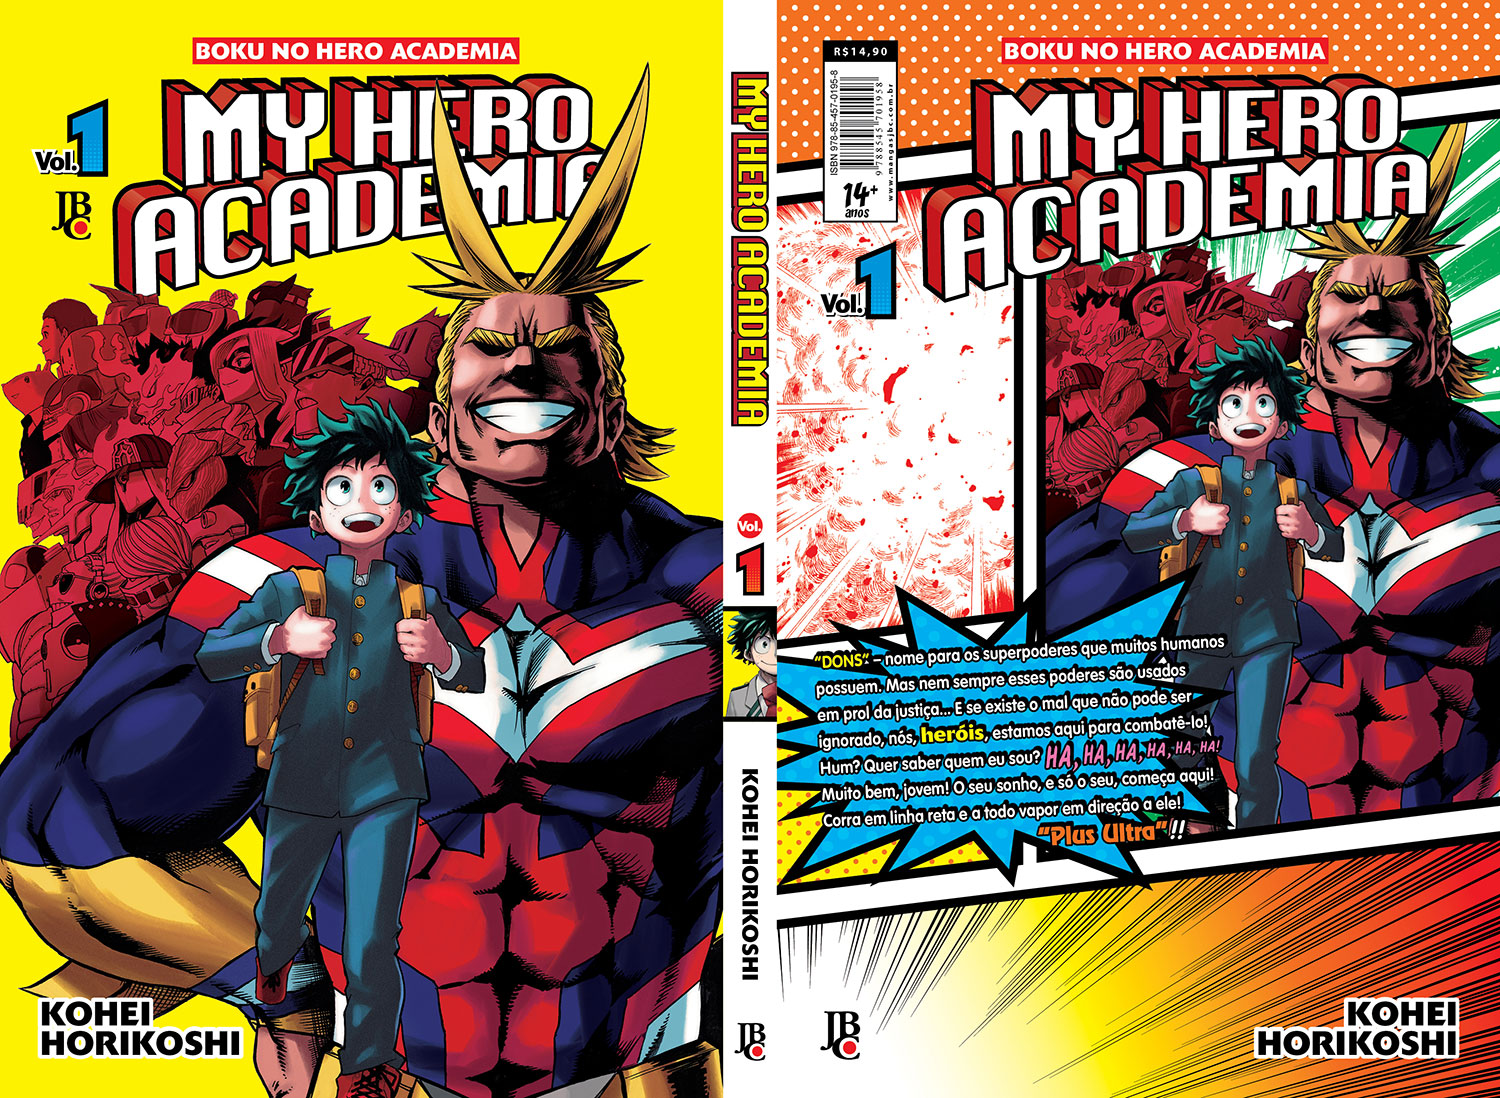 BOKU NO HERO ACADEMIA
MY HERO
ACADEMIA
Vol. 1
JBC
KOHEI
HORIKOSHI
MY HERO ACADEMIA
Vol.
1
KOHEI HORIKOSHI
JBC
R$14,90
ISBN 978-85-457-0195-8
9 788545 701958
www.mangasjbc.com.br
14+
anos
BOKU NO HERO ACADEMIA
MY HERO
ACADEMIA
Vol. 1
"DONS" – nome para os superpoderes que muitos humanos
possuem. Mas nem sempre esses poderes são usados
em prol da justiça... E se existe o mal que não pode ser
ignorado, nós, heróis, estamos aqui para combatê-lo!
Hum? Quer saber quem eu sou? HA, HA, HA, HA, HA, HA!
Muito bem, jovem! O seu sonho, e só o seu, começa aqui!
Corra em linha reta e a todo vapor em direção a ele!
"Plus Ultra"!!
JBC
KOHEI
HORIKOSHI